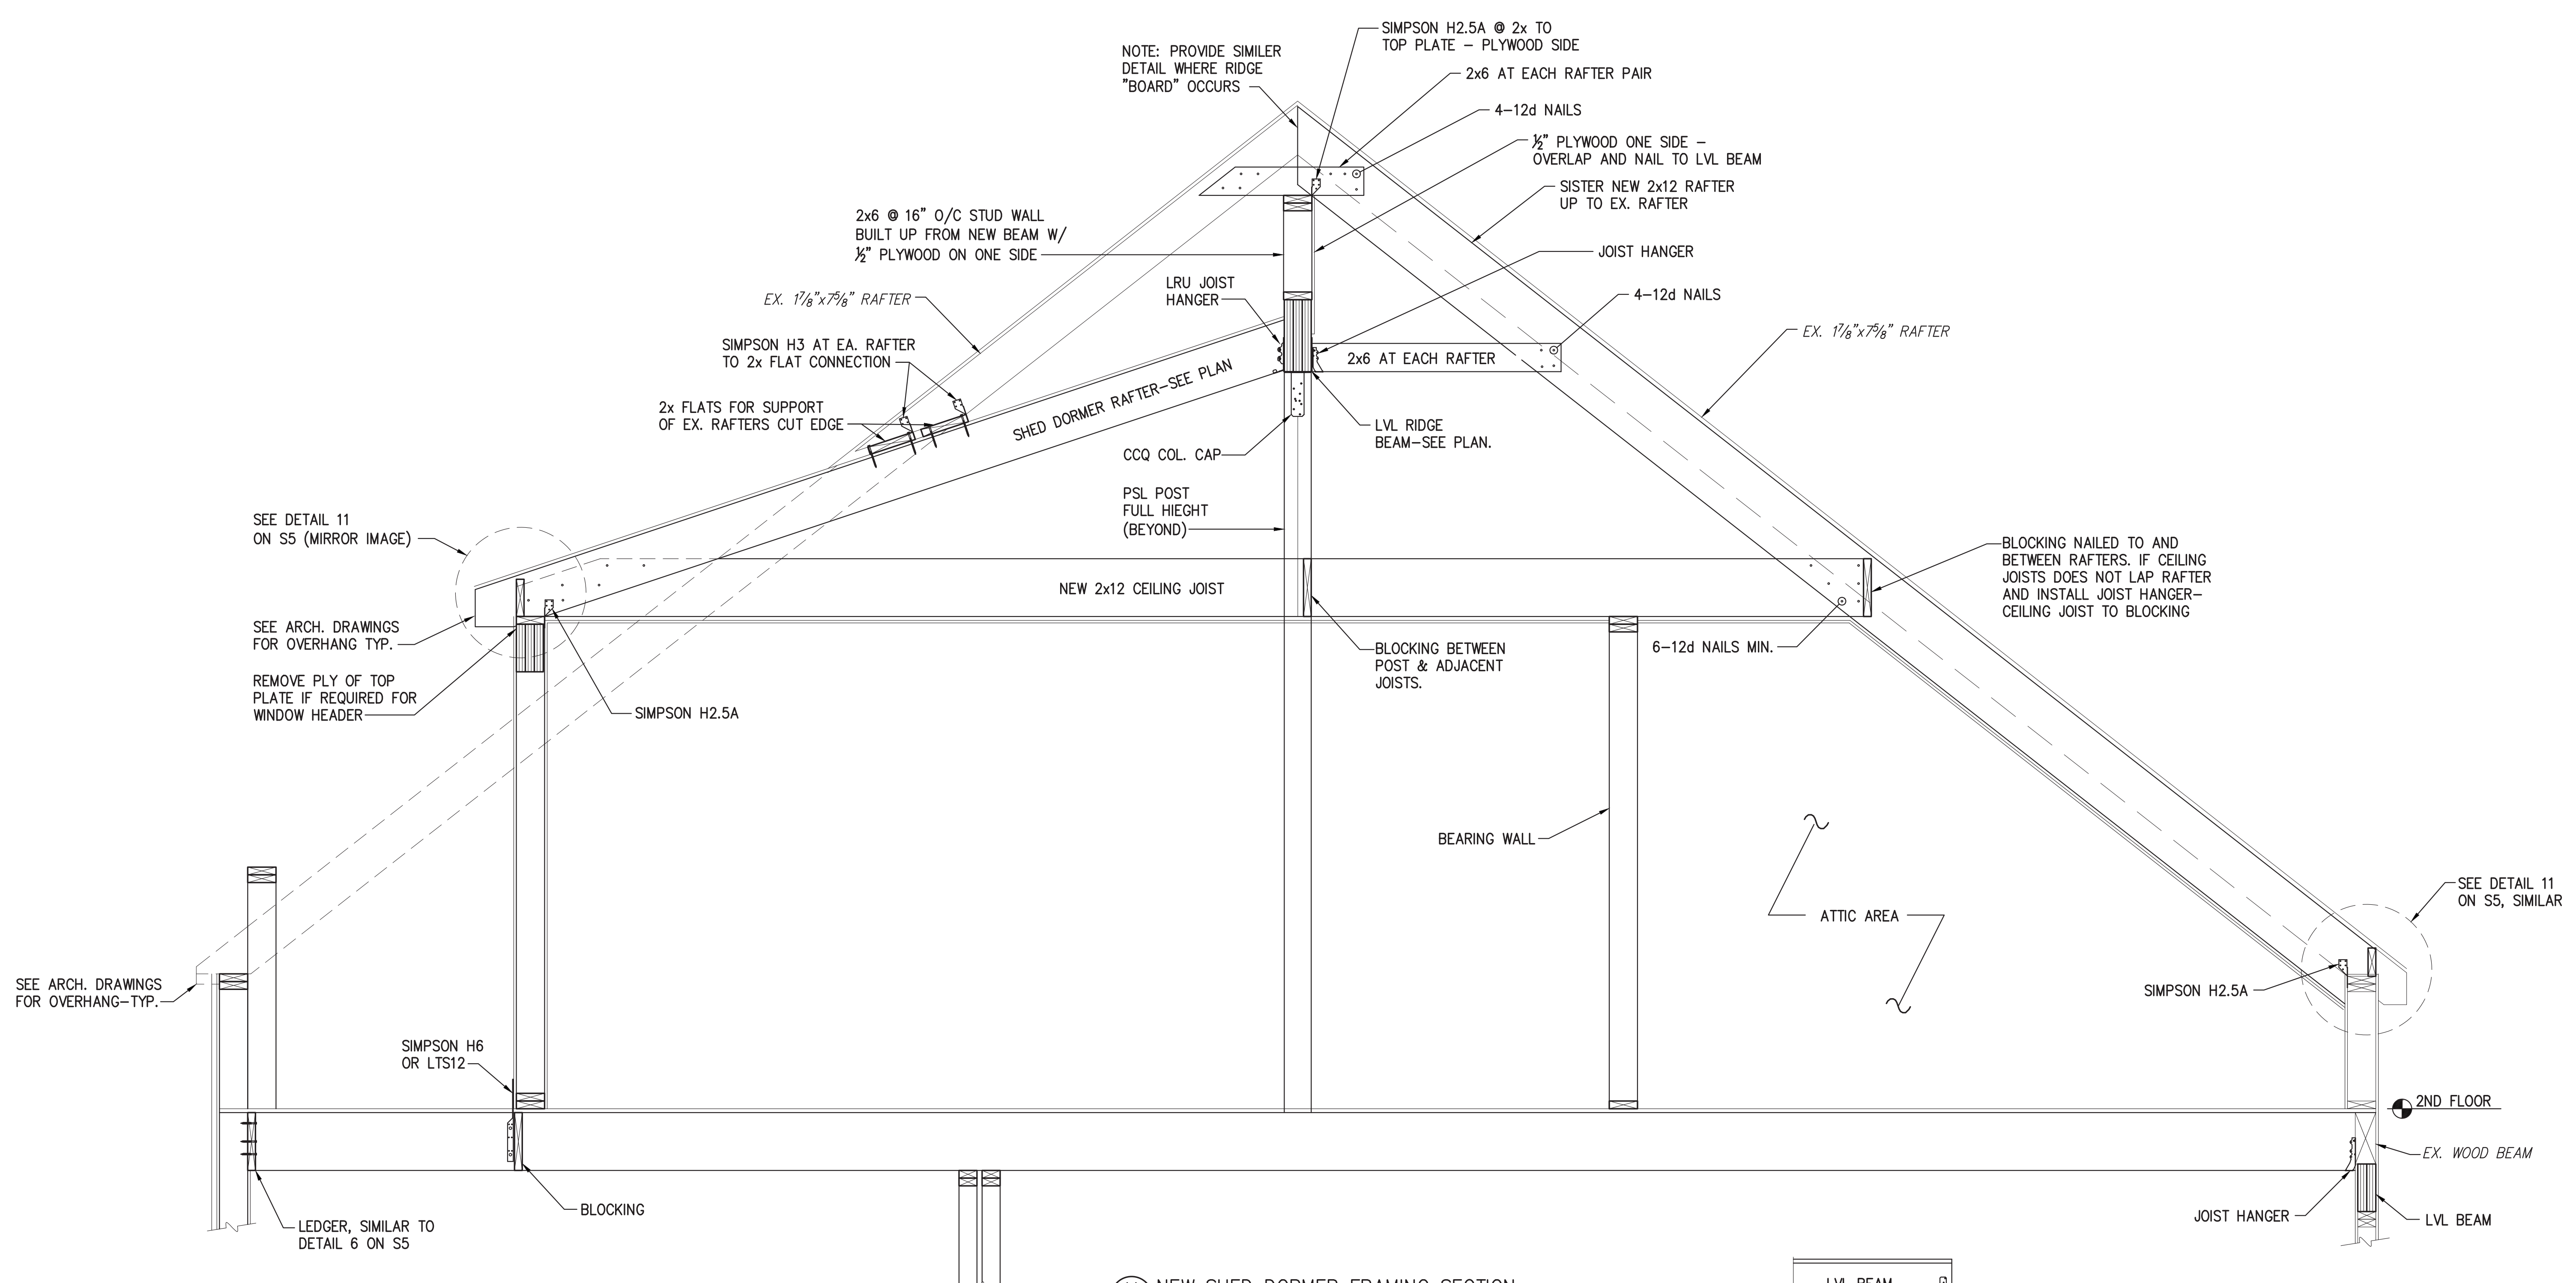 SIMPSON H2.5A @ 2x TO
TOP PLATE – PLYWOOD SIDE
NOTE: PROVIDE SIMILER
DETAIL WHERE RIDGE
"BOARD" OCCURS
2x6 AT EACH RAFTER PAIR
4–12d NAILS
½" PLYWOOD ONE SIDE –
OVERLAP AND NAIL TO LVL BEAM
SISTER NEW 2x12 RAFTER
UP TO EX. RAFTER
2x6 @ 16" O/C STUD WALL
BUILT UP FROM NEW BEAM W/
½" PLYWOOD ON ONE SIDE
JOIST HANGER
LRU JOIST
HANGER
EX. 1⅞"x7⅝" RAFTER
4–12d NAILS
EX. 1⅞"x7⅝" RAFTER
SIMPSON H3 AT EA. RAFTER
TO 2x FLAT CONNECTION
2x6 AT EACH RAFTER
SHED DORMER RAFTER–SEE PLAN
2x FLATS FOR SUPPORT
OF EX. RAFTERS CUT EDGE
LVL RIDGE
BEAM–SEE PLAN.
CCQ COL. CAP
PSL POST
FULL HIEGHT
(BEYOND)
SEE DETAIL 11
ON S5 (MIRROR IMAGE)
BLOCKING NAILED TO AND
BETWEEN RAFTERS. IF CEILING
JOISTS DOES NOT LAP RAFTER
AND INSTALL JOIST HANGER–
CEILING JOIST TO BLOCKING
NEW 2x12 CEILING JOIST
SEE ARCH. DRAWINGS
FOR OVERHANG TYP.
BLOCKING BETWEEN
POST & ADJACENT
JOISTS.
6–12d NAILS MIN.
REMOVE PLY OF TOP
PLATE IF REQUIRED FOR
WINDOW HEADER
SIMPSON H2.5A
BEARING WALL
ATTIC AREA
SEE DETAIL 11
ON S5, SIMILAR
SEE ARCH. DRAWINGS
FOR OVERHANG–TYP.
SIMPSON H2.5A
SIMPSON H6
OR LTS12
2ND FLOOR
EX. WOOD BEAM
BLOCKING
JOIST HANGER
LVL BEAM
LEDGER, SIMILAR TO
DETAIL 6 ON S5
NEW SHED DORMER FRAMING SECTION
LVL BEAM